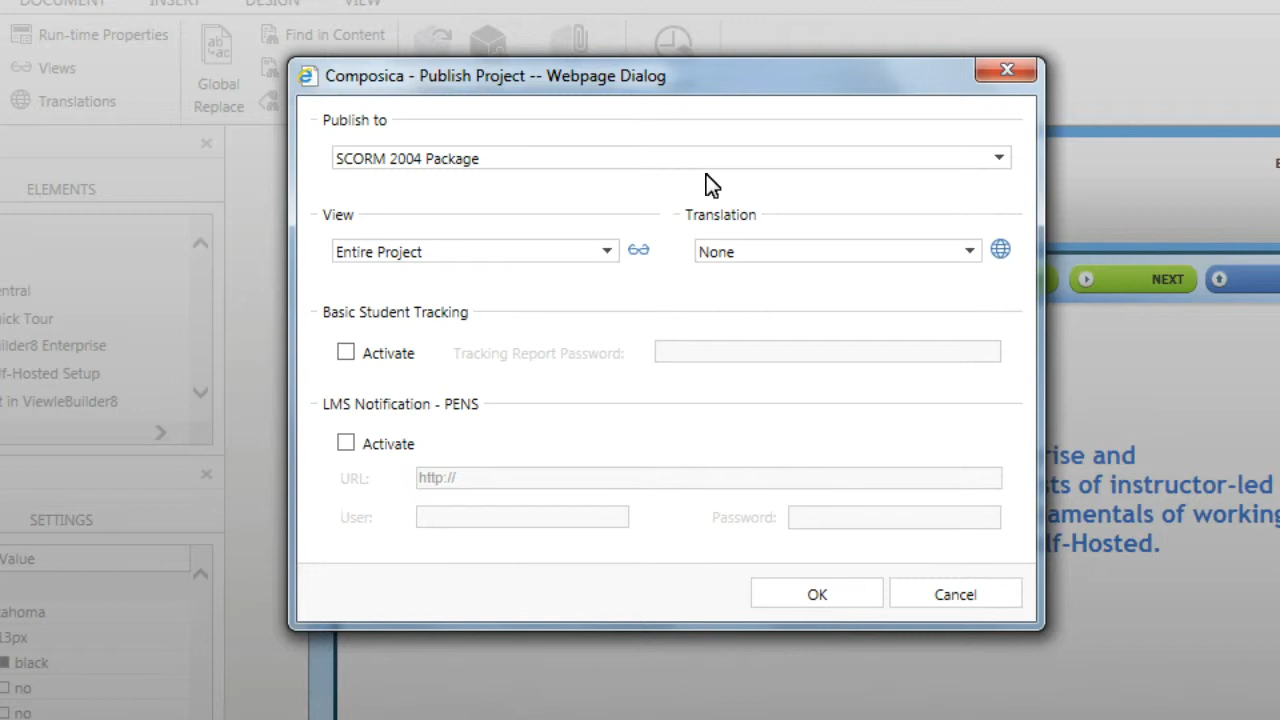 DOCUMENT INSERT DESIGN VIEW
Run-time Properties
Find in Content
Views
Translations
Global
Replace
Composica - Publish Project -- Webpage Dialog
Publish to
SCORM 2004 Package
View
Translation
Entire Project
None
Basic Student Tracking
Activate Tracking Report Password:
LMS Notification - PENS
Activate
URL: http://
User:
Password:
OK
Cancel
ELEMENTS
entral
uick Tour
uilder8 Enterprise
lf-Hosted Setup
t in ViewleBuilder8
SETTINGS
Value
ahoma
13px
black
no
no
NEXT
rise and
sts of instructor-led
amentals of working
lf-Hosted.